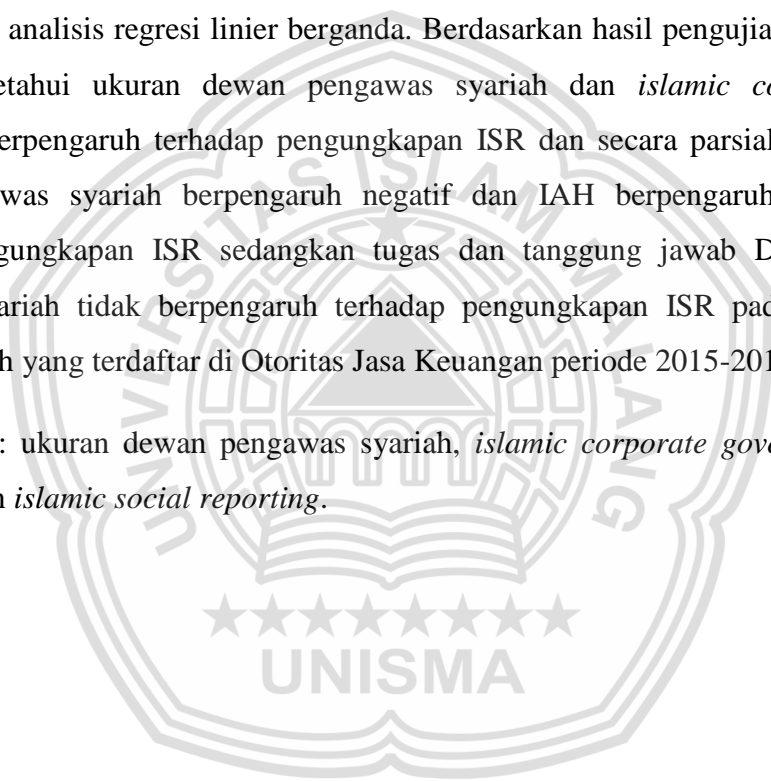 analisis regresi linier berganda. Berdasarkan hasil pengujia
etahui ukuran dewan pengawas syariah dan islamic co
erpengaruh terhadap pengungkapan ISR dan secara parsial
was syariah berpengaruh negatif dan IAH berpengaruh
gungkapan ISR sedangkan tugas dan tanggung jawab D
ariah tidak berpengaruh terhadap pengungkapan ISR pad
h yang terdaftar di Otoritas Jasa Keuangan periode 2015-201
: ukuran dewan pengawas syariah, islamic corporate gove
n islamic social reporting.
UNIVERSITAS ISLAM MALANG
UNISMA